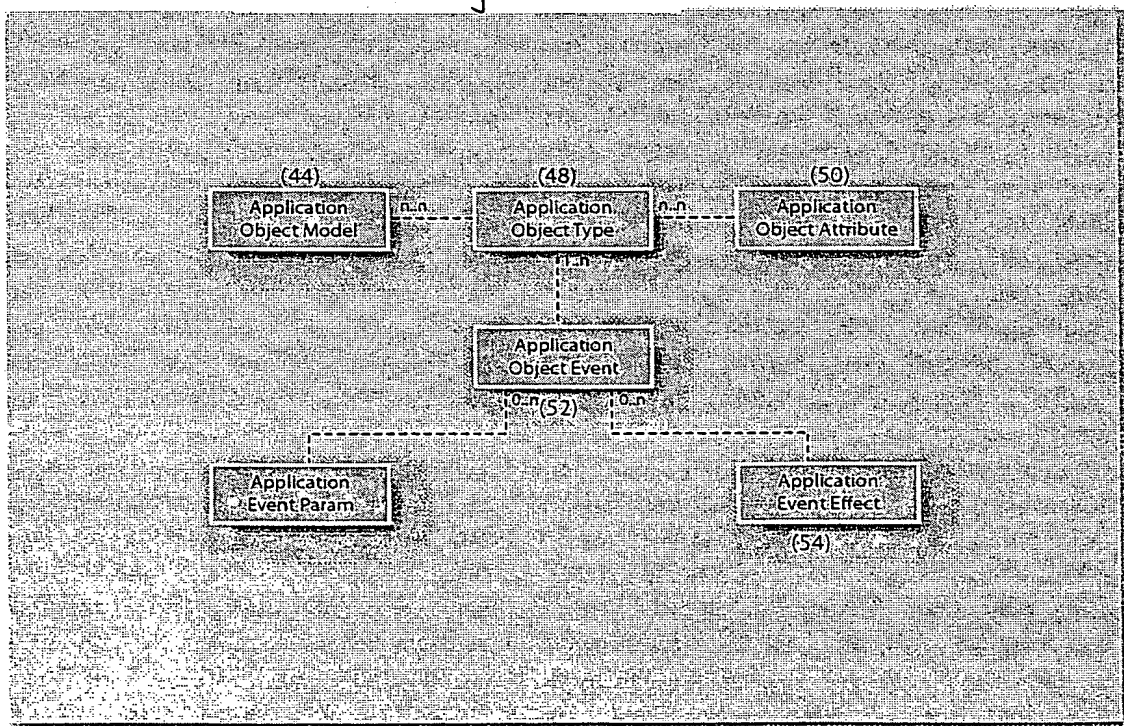 (44)
Application
Object Model
n..n
(48)
Application
Object Type
n..n
(50)
Application
Object Attribute
1..n
Application
Object Event
0..n
(52)
0..n
Application
Event Param
Application
Event Effect
(54)